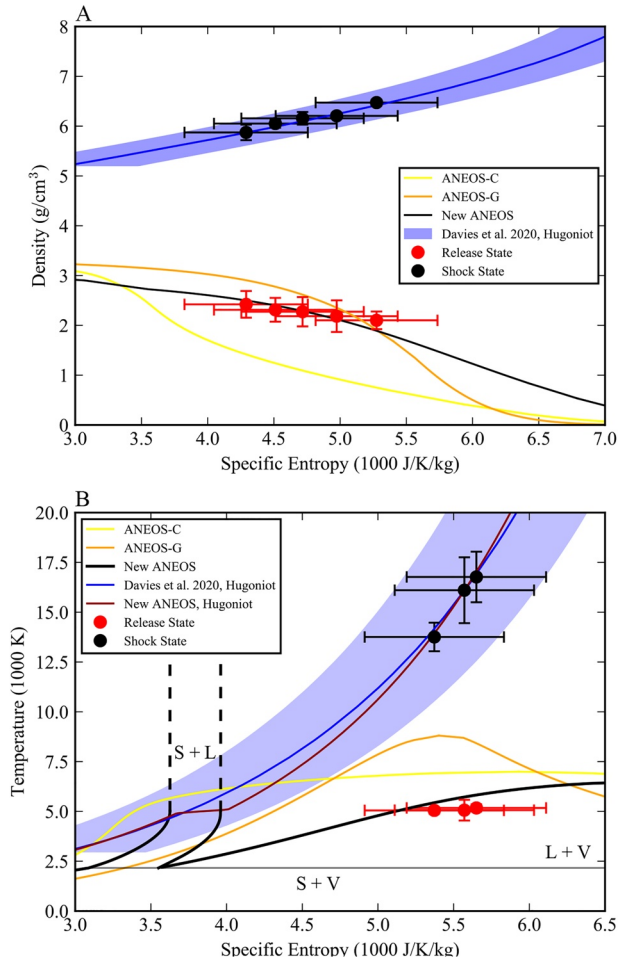 A
8
7
6
5
4
3
2
1
0
Density (g/cm³)
ANEOS-C
ANEOS-G
New ANEOS
Davies et al. 2020, Hugoniot
Release State
Shock State
3.0 3.5 4.0 4.5 5.0 5.5 6.0 6.5 7.0
Specific Entropy (1000 J/K/kg)
B
20.0
17.5
15.0
12.5
10.0
7.5
5.0
2.5
0.0
Temperature (1000 K)
ANEOS-C
ANEOS-G
New ANEOS
Davies et al. 2020, Hugoniot
New ANEOS, Hugoniot
Release State
Shock State
S + L
L + V
S + V
3.0 3.5 4.0 4.5 5.0 5.5 6.0 6.5
Specific Entropy (1000 J/K/kg)